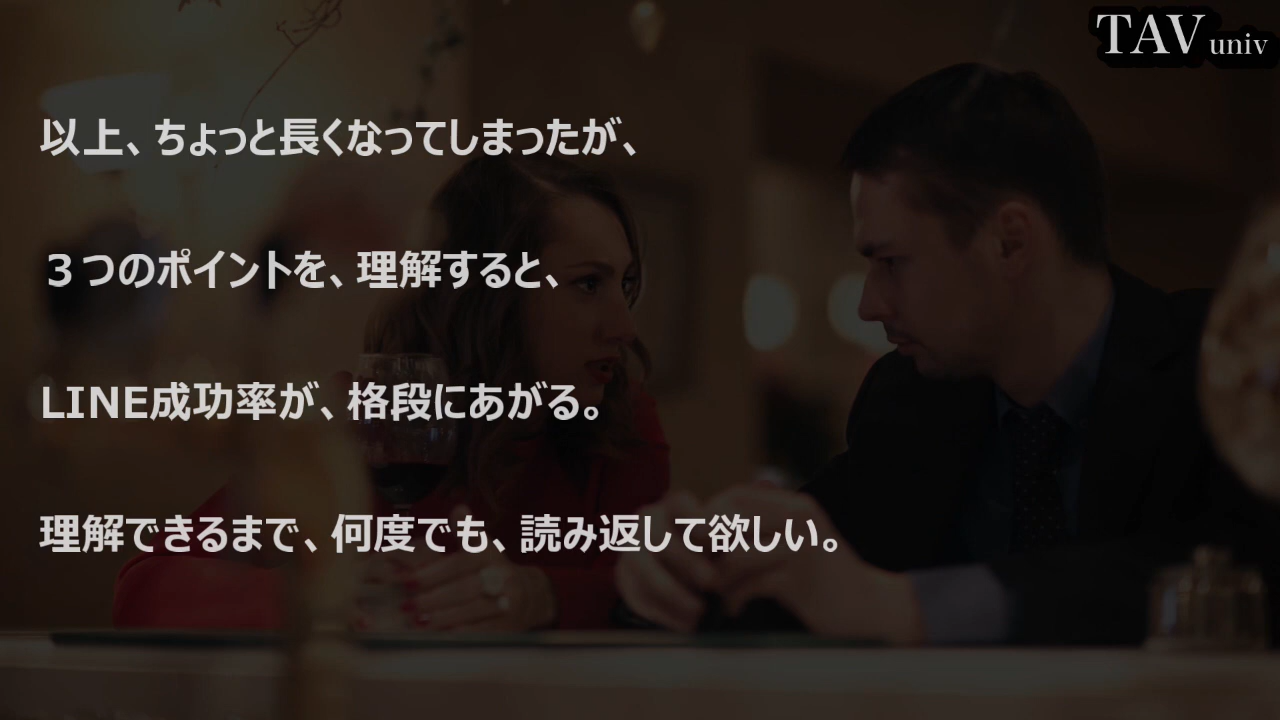 TAV univ
以上、ちょっと長くなってしまったが、
３つのポイントを、理解すると、
LINE成功率が、格段にあがる。
理解できるまで、何度でも、読み返して欲しい。